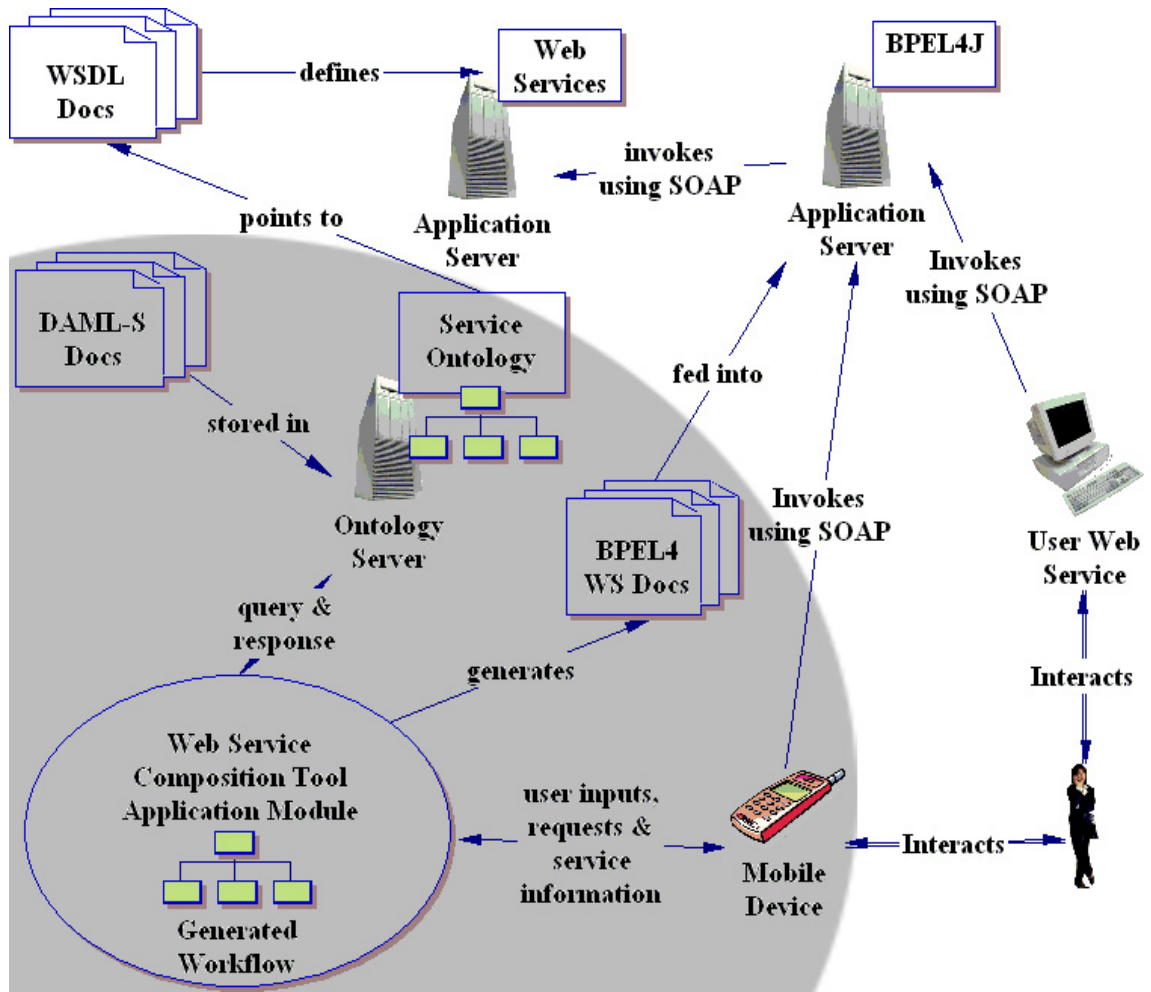 WSDL
Docs
defines
Web
Services
BPEL4J
invokes
using SOAP
Application
Server
Application
Server
points to
Invokes
using SOAP
DAML-S
Docs
Service
Ontology
stored in
fed into
Ontology
Server
BPEL4
WS Docs
Invokes
using SOAP
User Web
Service
query &
response
generates
Interacts
Web Service
Composition Tool
Application Module
Generated
Workflow
user inputs,
requests &
service
information
Mobile
Device
Interacts